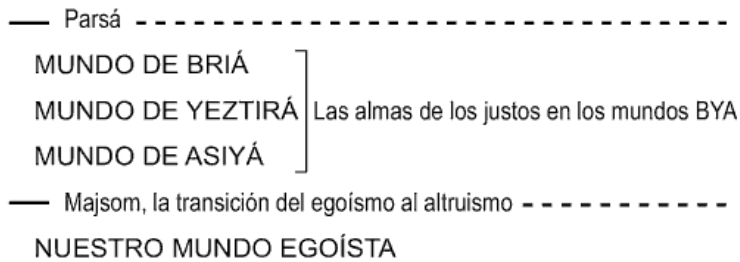 Parsá
MUNDO DE BRIÁ
MUNDO DE YEZTIRÁ Las almas de los justos en los mundos BYA
MUNDO DE ASIYÁ
Majsom, la transición del egoísmo al altruismo
NUESTRO MUNDO EGOÍSTA